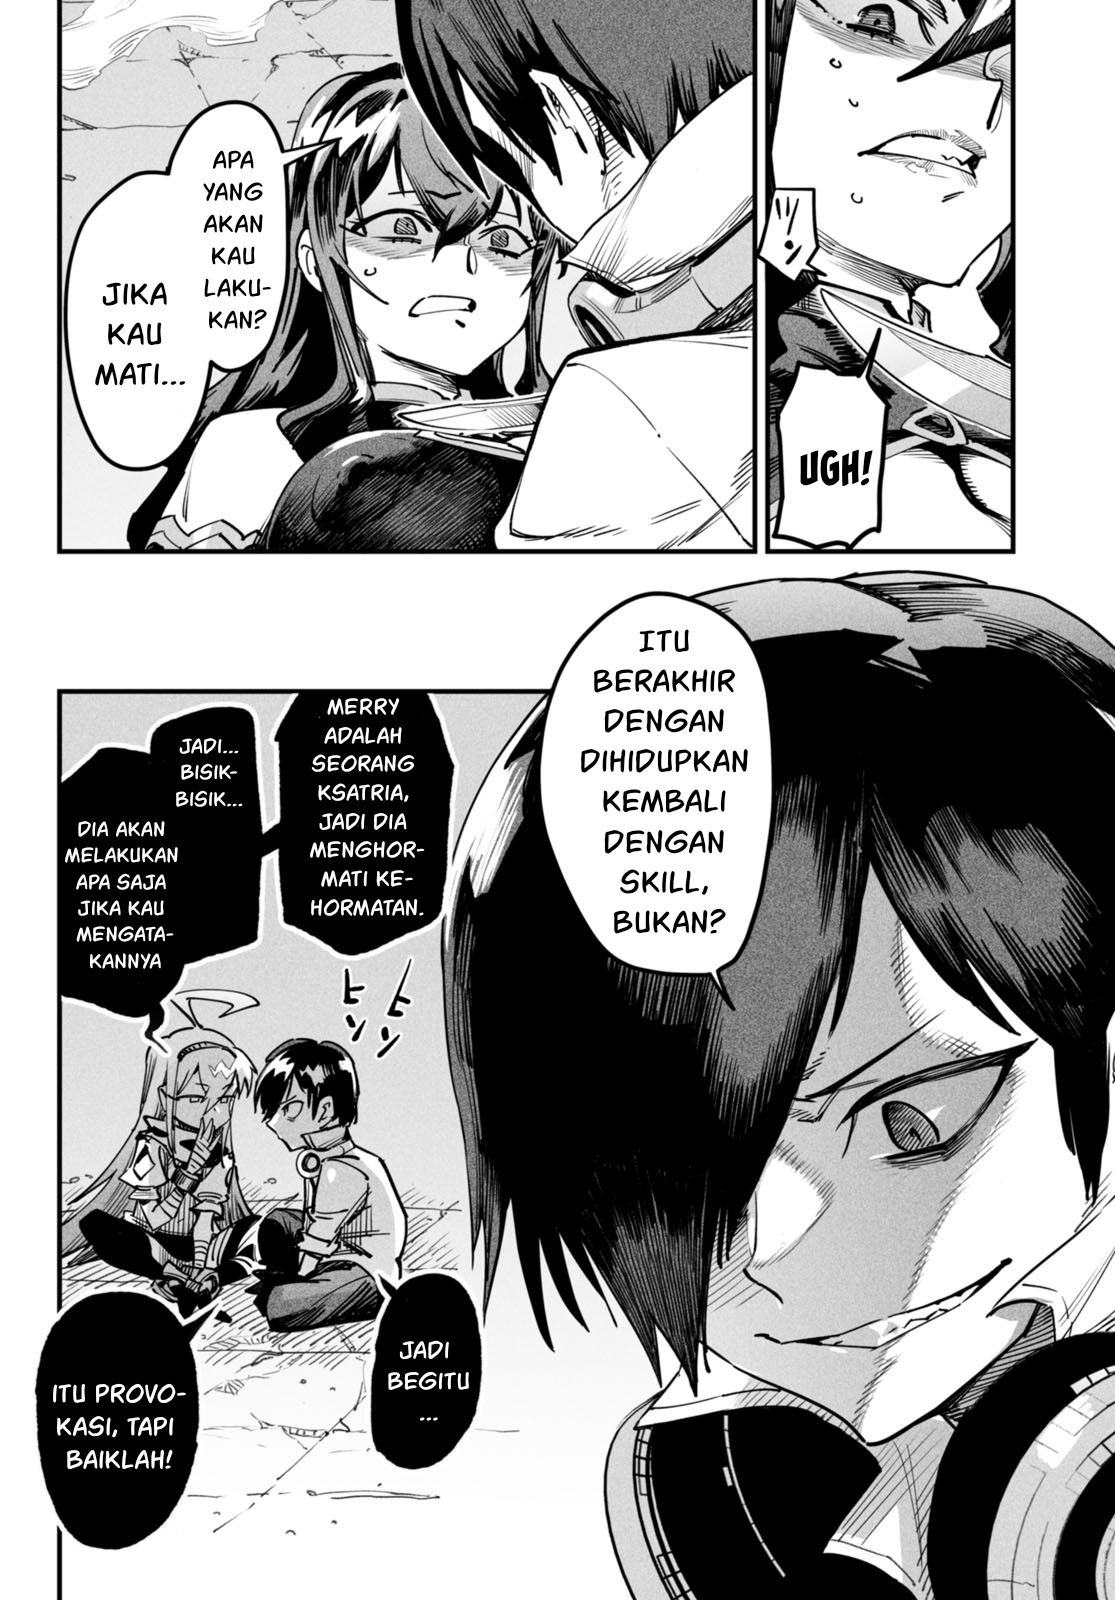 UGH!
APA
YANG
AKAN
KAU
LAKU-
KAN?
JIKA
KAU
MATI...
ITU
BERAKHIR
DENGAN
DIHIDUPKAN
KEMBALI
DENGAN
SKILL,
BUKAN?
MERRY
ADALAH
SEORANG
KSATRIA,
JADI DIA
MENGHOR-
MATI KE-
HORMATAN.
JADI...
BISIK-
BISIK...
DIA AKAN
MELAKUKAN
APA SAJA
JIKA KAU
MENGATA-
KANNYA
ヒソ
ヒソ
JADI
BEGITU
...
ITU PROVO-
KASI, TAPI
BAIKLAH!